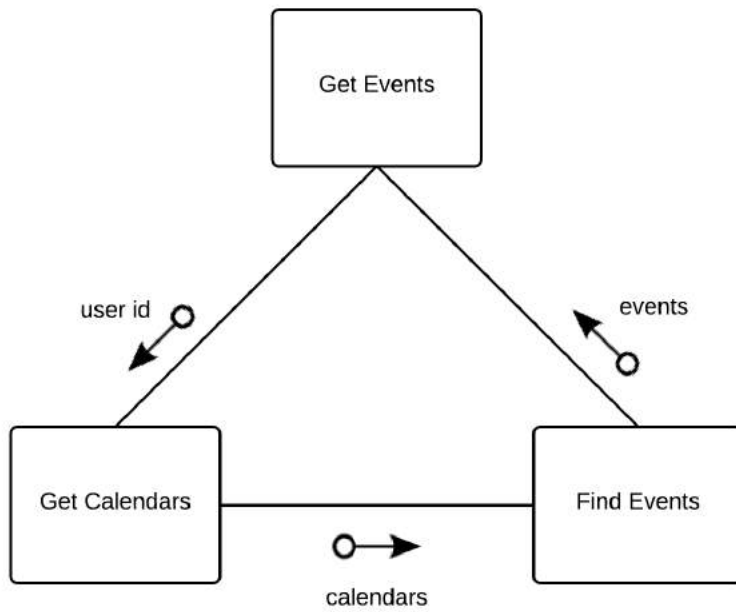 Get Events
user id
events
Get Calendars
Find Events
calendars